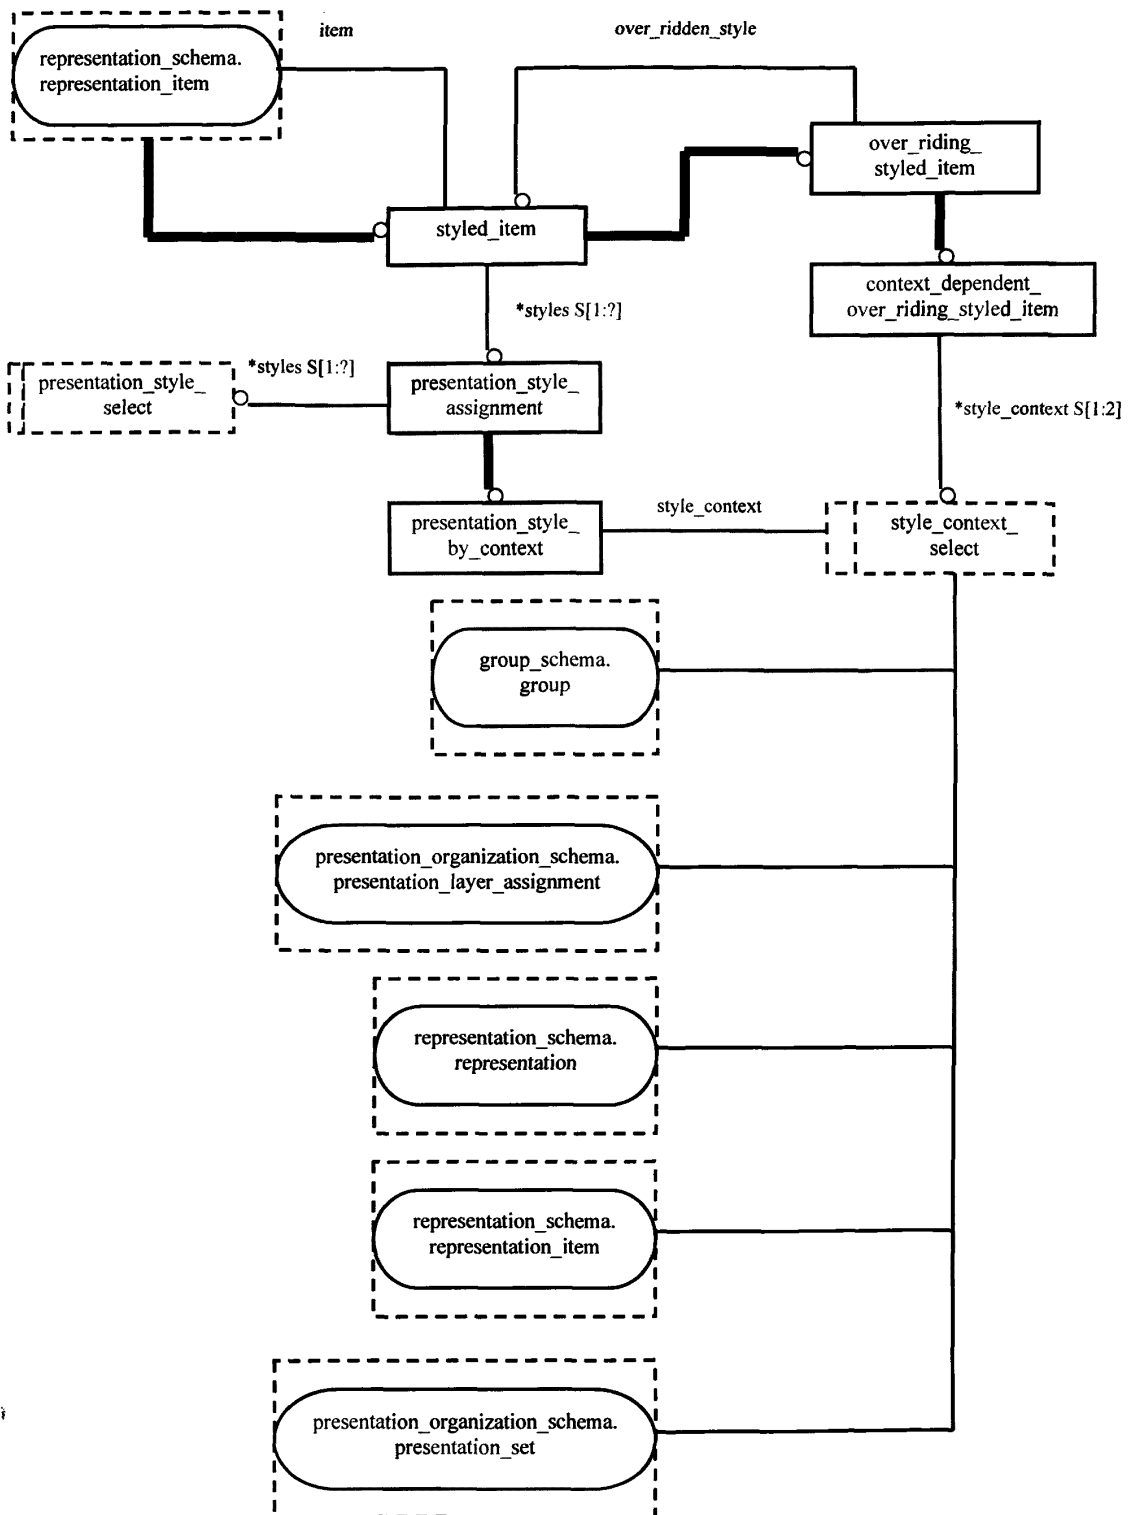 item
over_ridden_style
representation_schema.
representation_item
over_riding_
styled_item
styled_item
context_dependent_
over_riding_styled_item
*styles S[1:?]
*styles S[1:?]
presentation_style_
select
presentation_style_
assignment
*style_context S[1:2]
presentation_style_
by_context
style_context
style_context_
select
group_schema.
group
presentation_organization_schema.
presentation_layer_assignment
representation_schema.
representation
representation_schema.
representation_item
presentation_organization_schema.
presentation_set